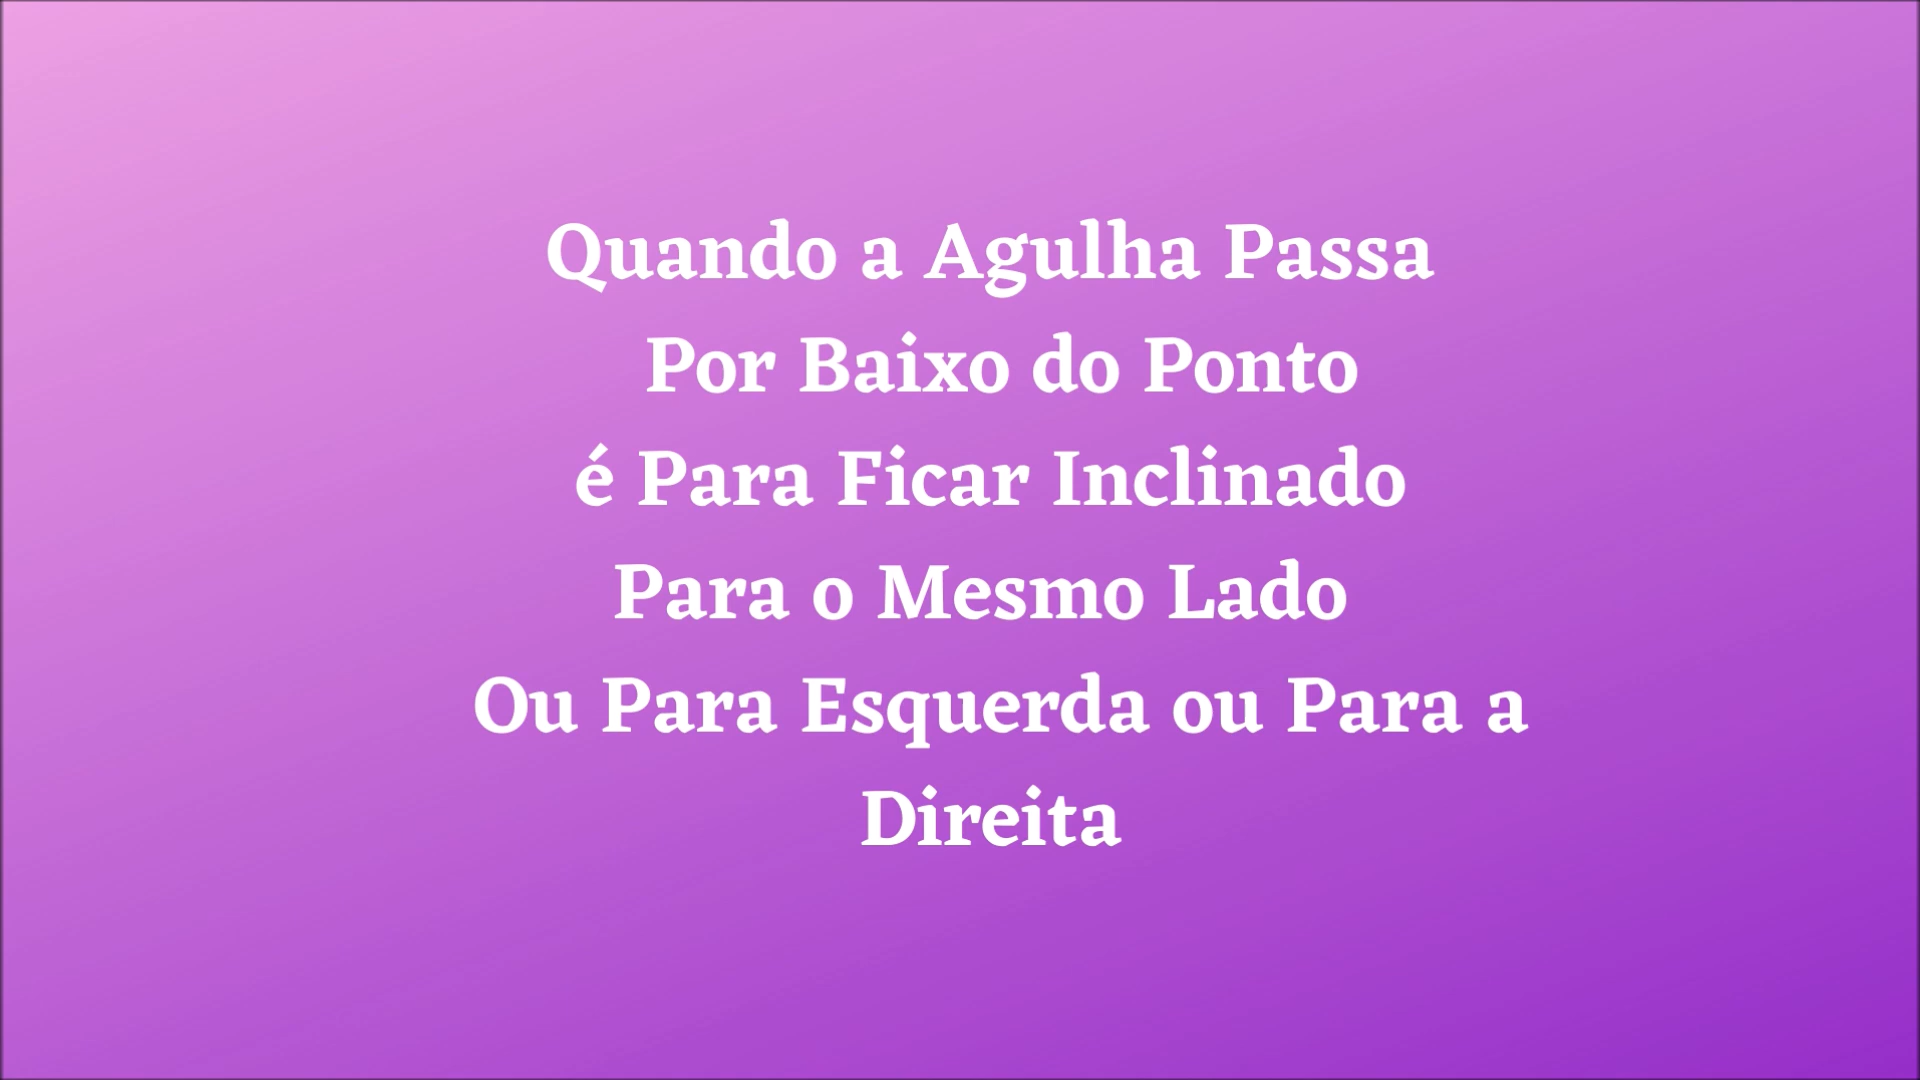 Quando a Agulha Passa
Por Baixo do Ponto
é Para Ficar Inclinado
Para o Mesmo Lado
Ou Para Esquerda ou Para a
Direita